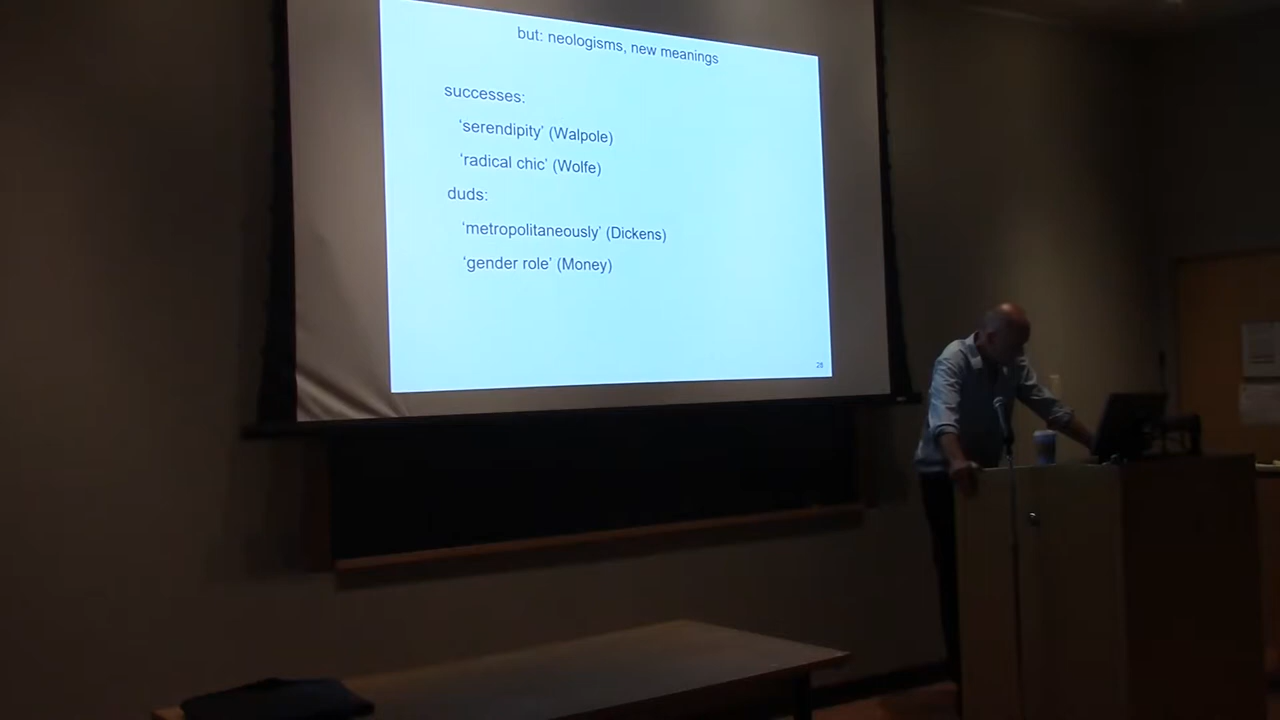 but: neologisms, new meanings
successes:
‘serendipity’ (Walpole)
‘radical chic’ (Wolfe)
duds:
‘metropolitaneously’ (Dickens)
‘gender role’ (Money)